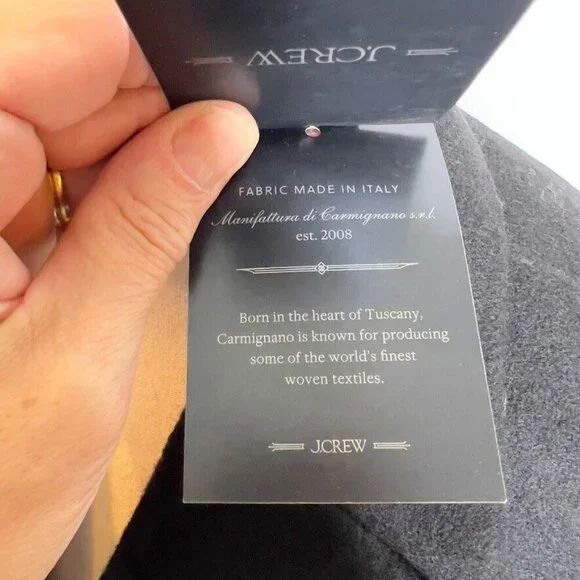 J.CREW
FABRIC MADE IN ITALY
Manifattura di Carmignano s.r.l.
est. 2008
Born in the heart of Tuscany,
Carmignano is known for producing
some of the world's finest
woven textiles.
J.CREW